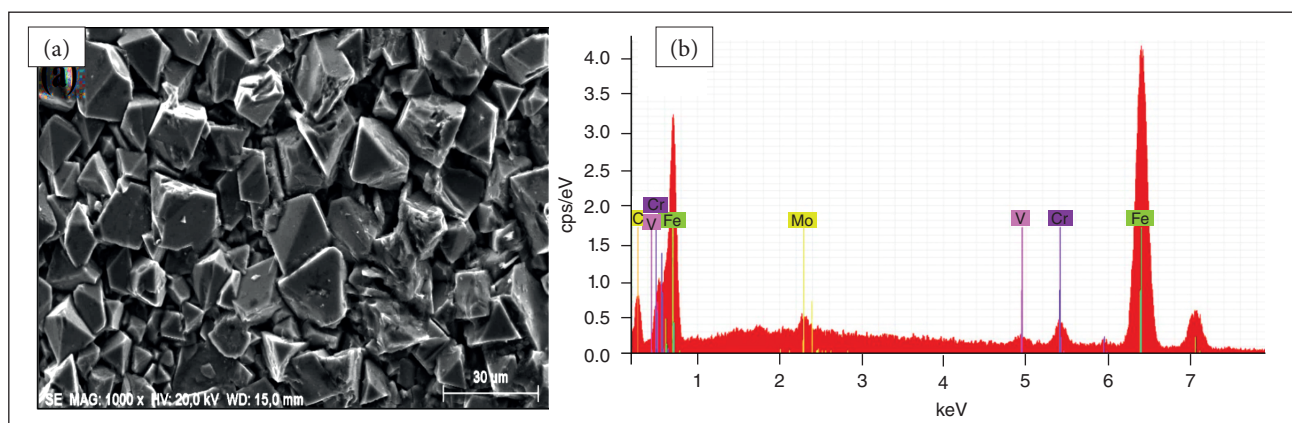 (a)
(a)
SE MAG: 1000 x HV: 20,0 kV WD: 15,0 mm
30 µm
(b)
cps/eV
4.0
3.5
3.0
2.5
2.0
1.5
1.0
0.5
0.0
C
Cr
V
Fe
Mo
V
Cr
Fe
1 2 3 4 5 6 7
keV